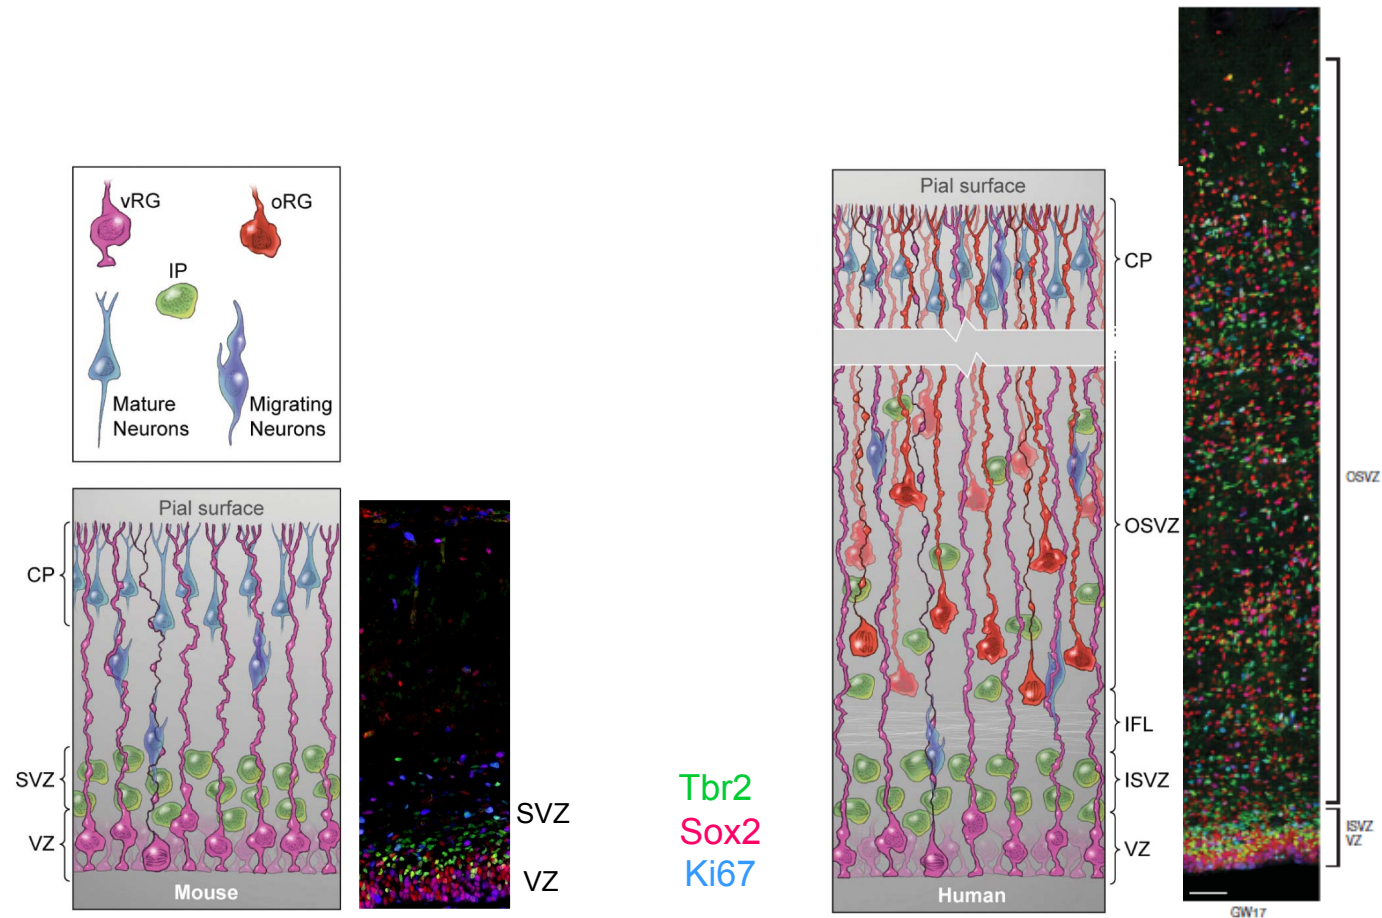 vRG
oRG
IP
Mature
Neurons
Migrating
Neurons
Pial surface
CP
SVZ
VZ
Mouse
SVZ
VZ
Tbr2
Sox2
Ki67
Pial surface
CP
OSVZ
IFL
ISVZ
VZ
Human
OSVZ
ISVZ
VZ
GW17